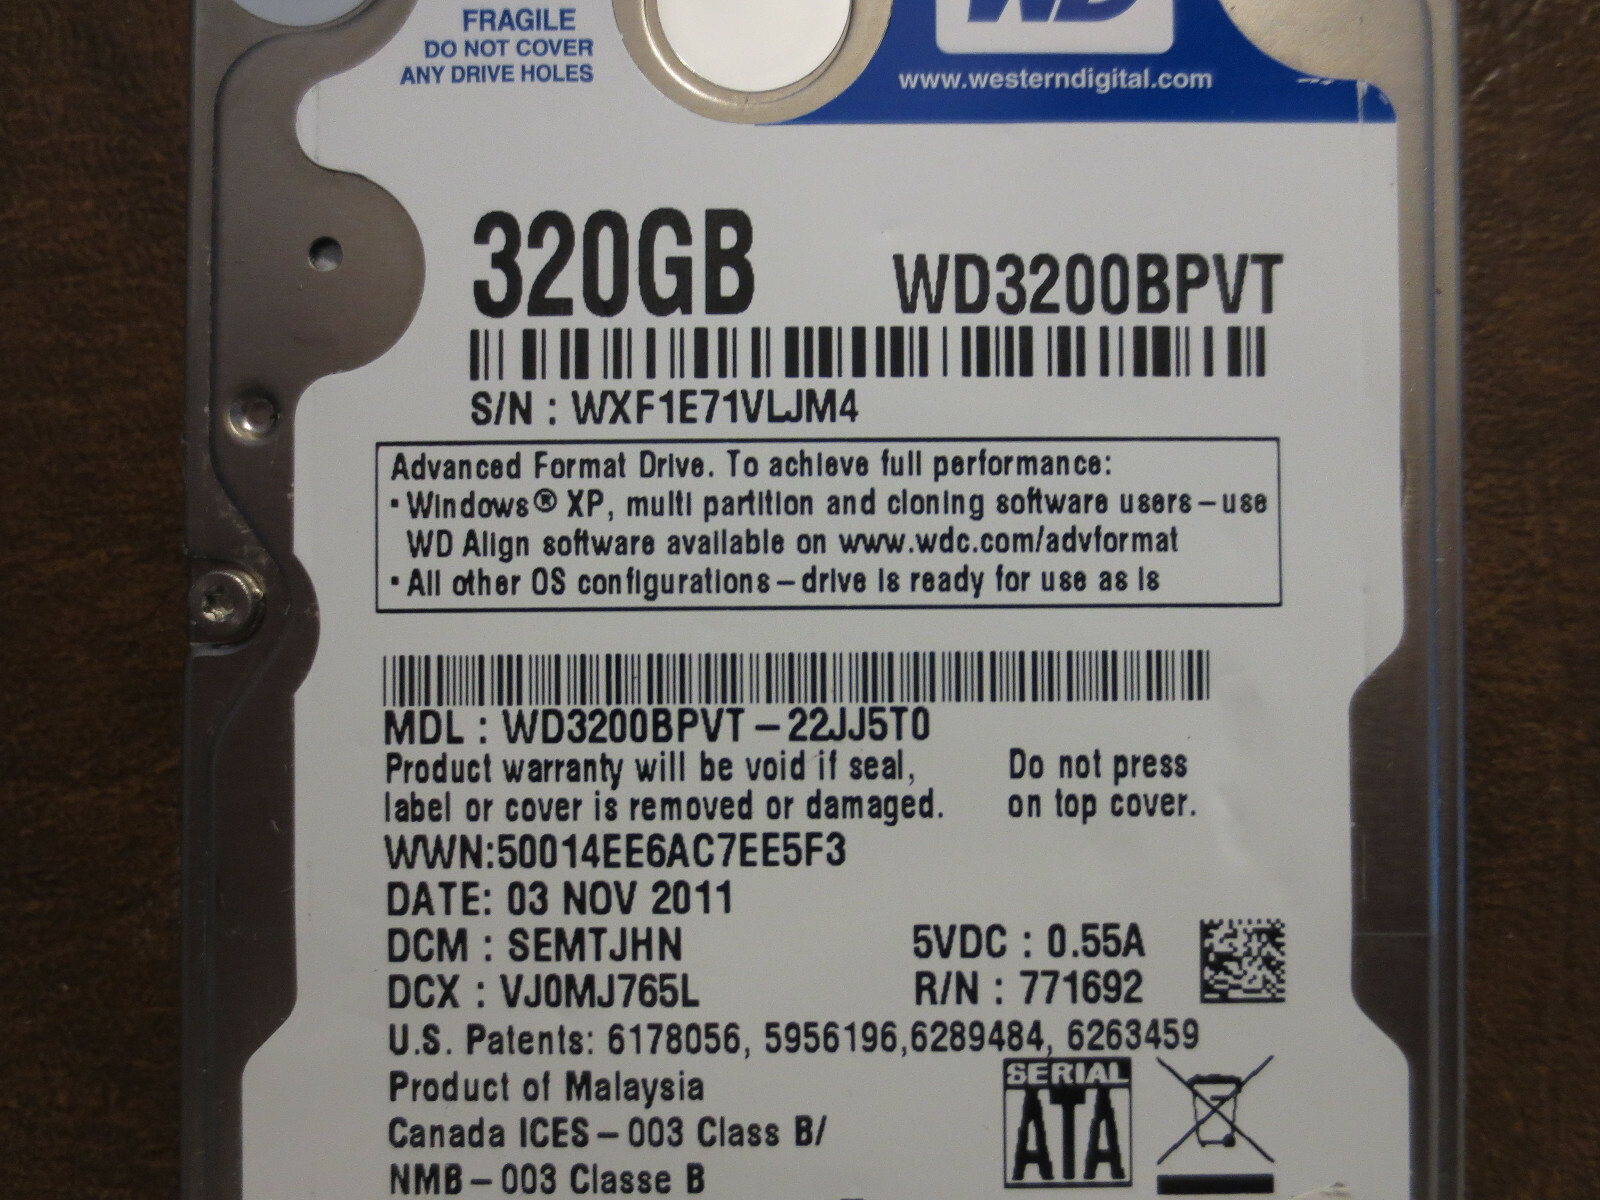 FRAGILE
DO NOT COVER
ANY DRIVE HOLES
WD
www.westerndigital.com
320GB WD3200BPVT
S/N : WXF1E71VLJM4
Advanced Format Drive. To achieve full performance:
• Windows® XP, multi partition and cloning software users – use
WD Align software available on www.wdc.com/advformat
• All other OS configurations – drive is ready for use as is
MDL : WD3200BPVT – 22JJ5T0
Product warranty will be void if seal, Do not press
label or cover is removed or damaged. on top cover.
WWN:50014EE6AC7EE5F3
DATE: 03 NOV 2011
DCM : SEMTJHN 5VDC : 0.55A
DCX : VJ0MJ765L R/N : 771692
U.S. Patents: 6178056, 5956196,6289484, 6263459
Product of Malaysia
SERIAL
ATA
Canada ICES – 003 Class B/
NMB – 003 Classe B